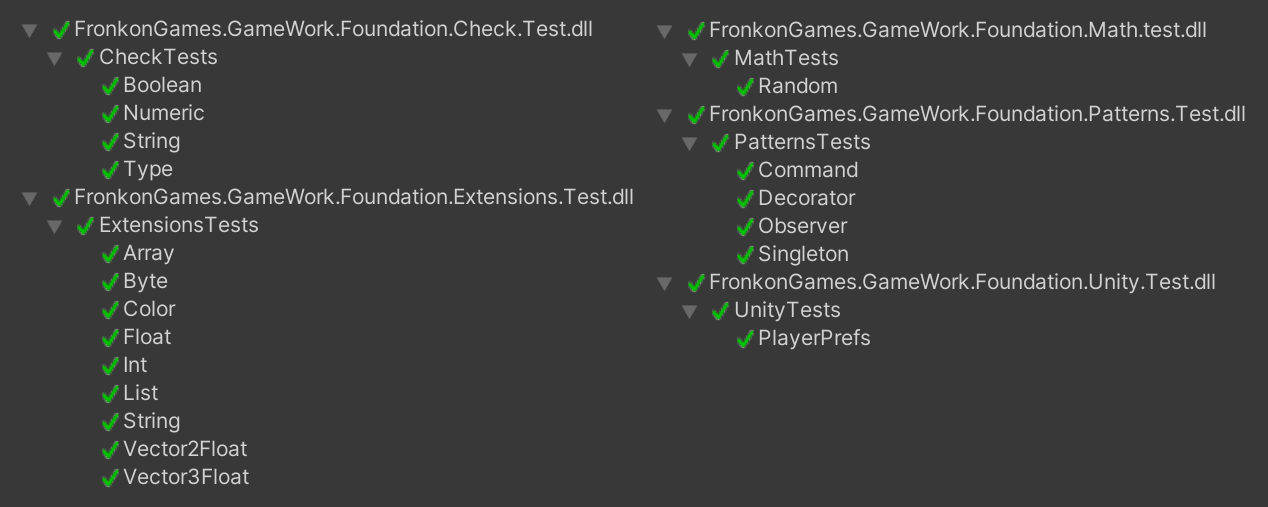 FronkonGames.GameWork.Foundation.Check.Test.dll
CheckTests
Boolean
Numeric
String
Type
FronkonGames.GameWork.Foundation.Extensions.Test.dll
ExtensionsTests
Array
Byte
Color
Float
Int
List
String
Vector2Float
Vector3Float
FronkonGames.GameWork.Foundation.Math.test.dll
MathTests
Random
FronkonGames.GameWork.Foundation.Patterns.Test.dll
PatternsTests
Command
Decorator
Observer
Singleton
FronkonGames.GameWork.Foundation.Unity.Test.dll
UnityTests
PlayerPrefs